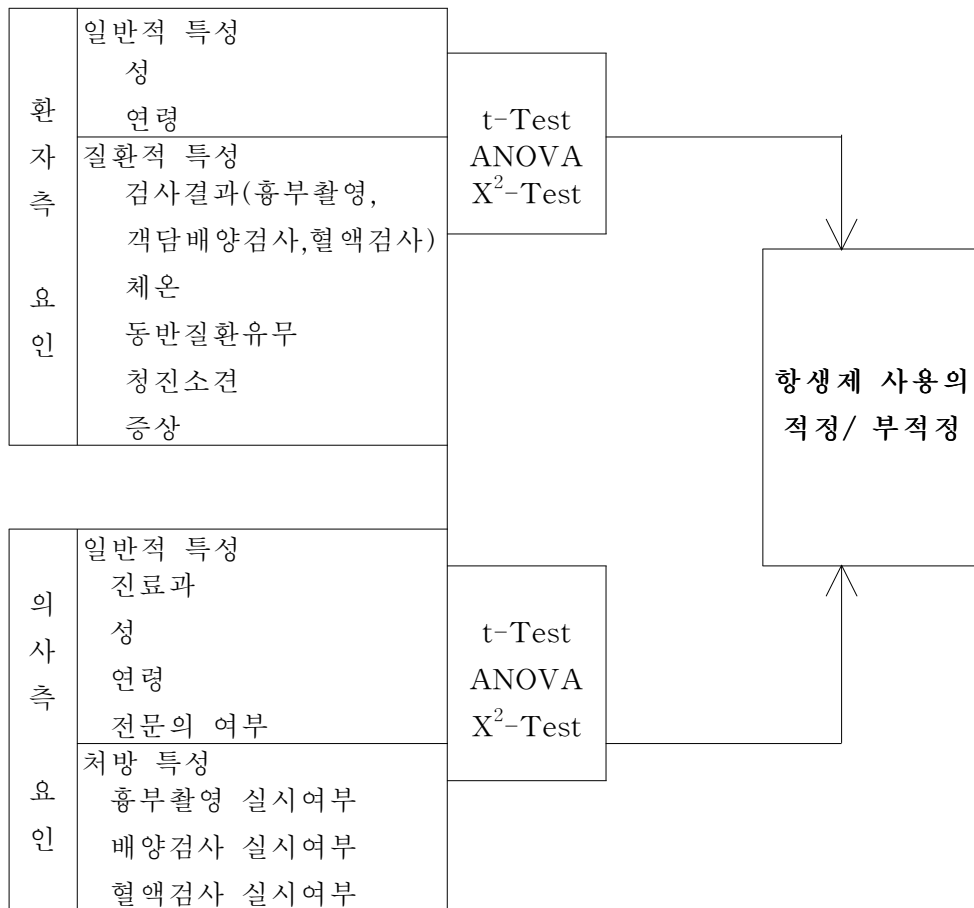 환자측 요인
일반적 특성
성
연령
질환적 특성
검사결과(흉부촬영,
객담배양검사,혈액검사)
체온
동반질환유무
청진소견
증상
t-Test
ANOVA
X²-Test
항생제 사용의
적정/ 부적정
의사측 요인
일반적 특성
진료과
성
연령
전문의 여부
처방 특성
흉부촬영 실시여부
배양검사 실시여부
혈액검사 실시여부
t-Test
ANOVA
X²-Test